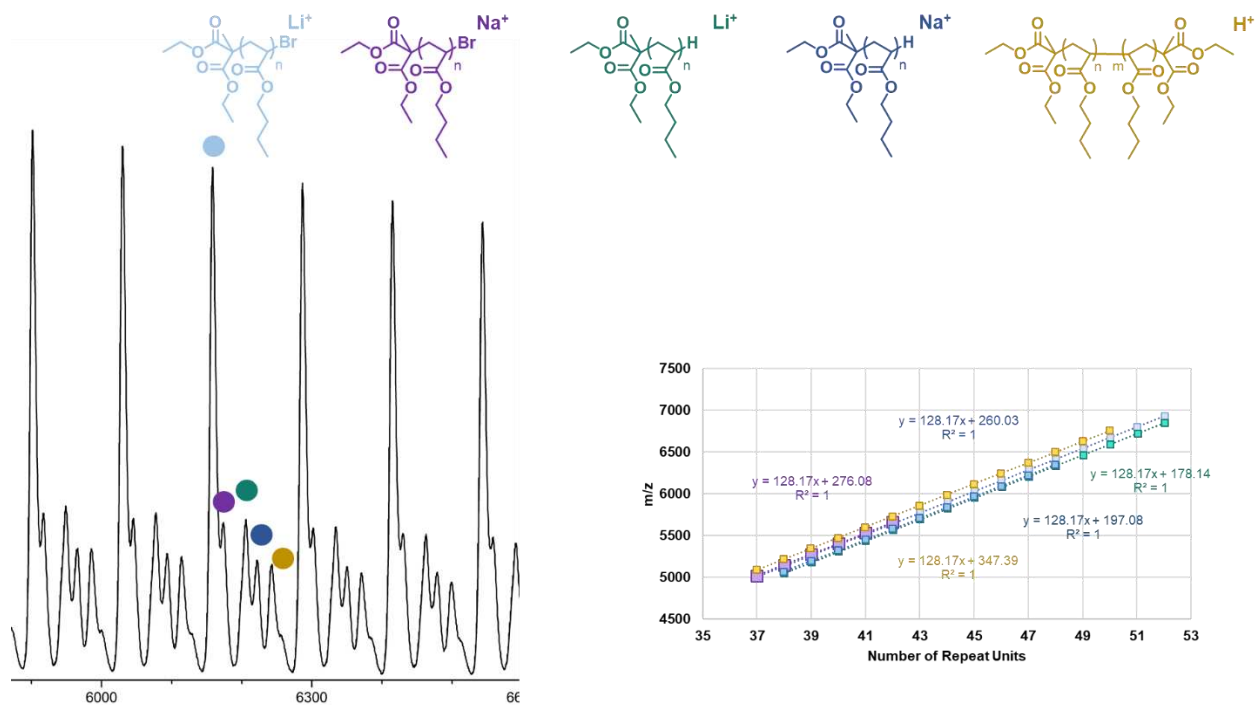 Li⁺
Na⁺
Li⁺
Na⁺
H⁺
O
O
O
O
Br
n
O
O
O
O
Br
n
O
O
O
O
H
n
O
O
O
O
H
n
O
O
O
O
n
m
O
O
O
O
O
O
6000
6300
66
7500
7000
6500
6000
5500
5000
4500
m/z
y = 128.17x + 260.03
R² = 1
y = 128.17x + 276.08
R² = 1
y = 128.17x + 178.14
R² = 1
y = 128.17x + 197.08
R² = 1
y = 128.17x + 347.39
R² = 1
35
37
39
41
43
45
47
49
51
53
Number of Repeat Units